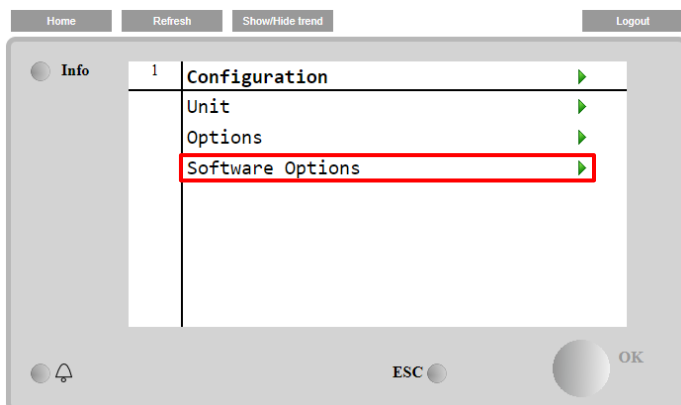 Home Refresh Show/Hide trend Logout
Info
1 Configuration
Unit
Options
Software Options
ESC OK